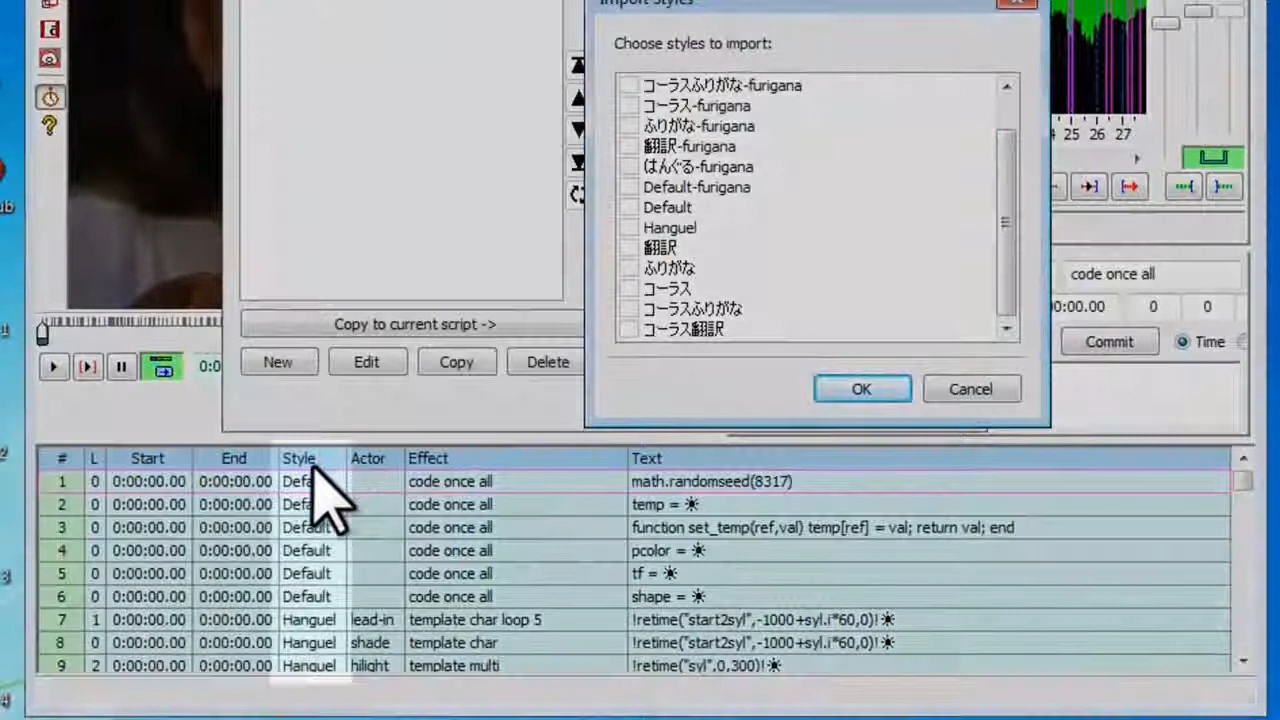 Import Styles
Choose styles to import:
コーラスふりがな-furigana
コーラス-furigana
ふりがな-furigana
翻訳-furigana
はんぐる-furigana
Default-furigana
Default
Hanguel
翻訳
ふりがな
コーラス
コーラスふりがな
コーラス翻訳
OK Cancel
25 26 27
code once all
0:00.00 0 0
Commit Time
Copy to current script ->
New Edit Copy Delete
0:0
# L Start End Style Actor Effect Text
1 0 0:00:00.00 0:00:00.00 Defa code once all math.randomseed(8317)
2 0 0:00:00.00 0:00:00.00 Defa code once all temp = ☀
3 0 0:00:00.00 0:00:00.00 Default code once all function set_temp(ref,val) temp[ref] = val; return val; end
4 0 0:00:00.00 0:00:00.00 Default code once all pcolor = ☀
5 0 0:00:00.00 0:00:00.00 Default code once all tf = ☀
6 0 0:00:00.00 0:00:00.00 Default code once all shape = ☀
7 1 0:00:00.00 0:00:00.00 Hanguel lead-in template char loop 5 !retime("start2syl",-1000+syl.i*60,0)!☀
8 0 0:00:00.00 0:00:00.00 Hanguel shade template char !retime("start2syl",-1000+syl.i*60,0)!☀
9 2 0:00:00.00 0:00:00.00 Hanguel hilight template multi !retime("syl",0,300)!☀